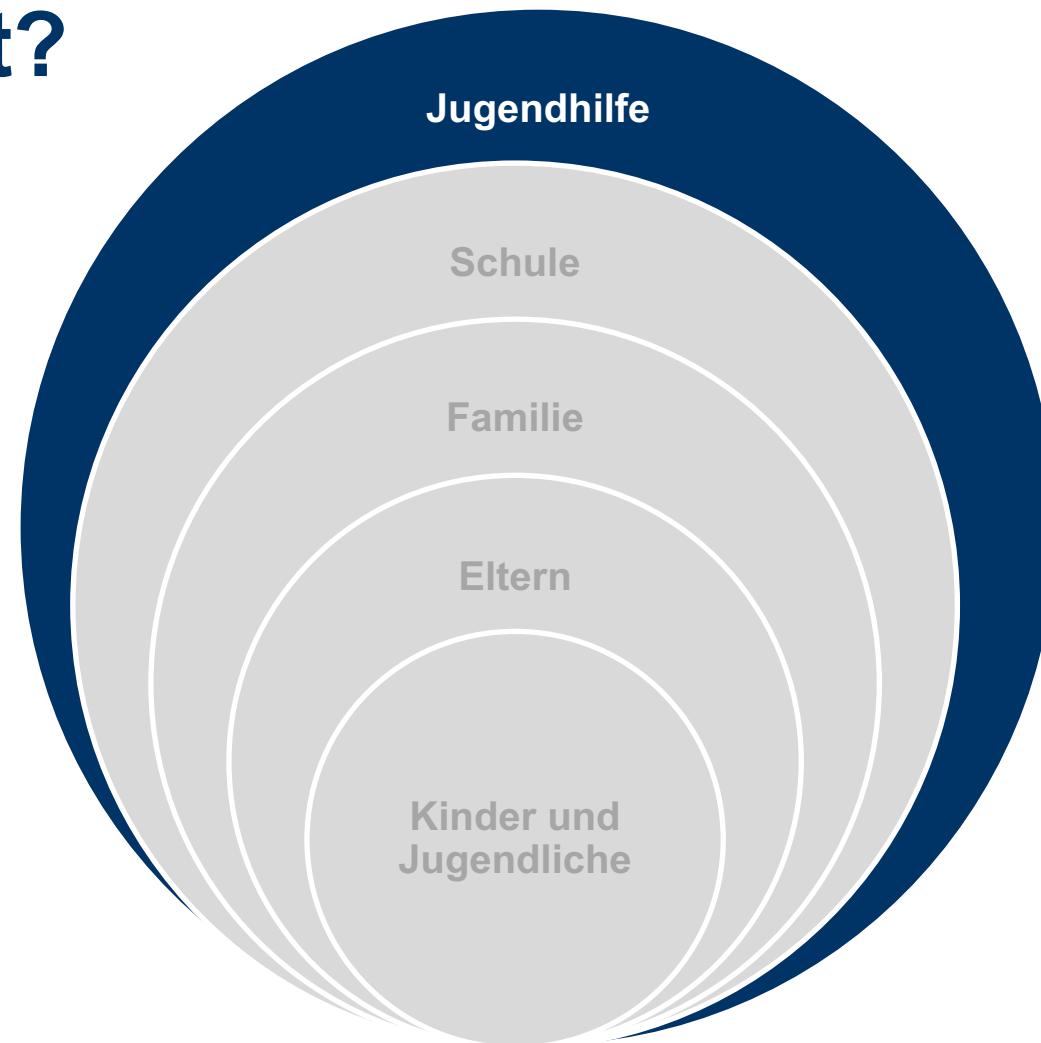 t?
Jugendhilfe
Schule
Familie
Eltern
Kinder und
Jugendliche